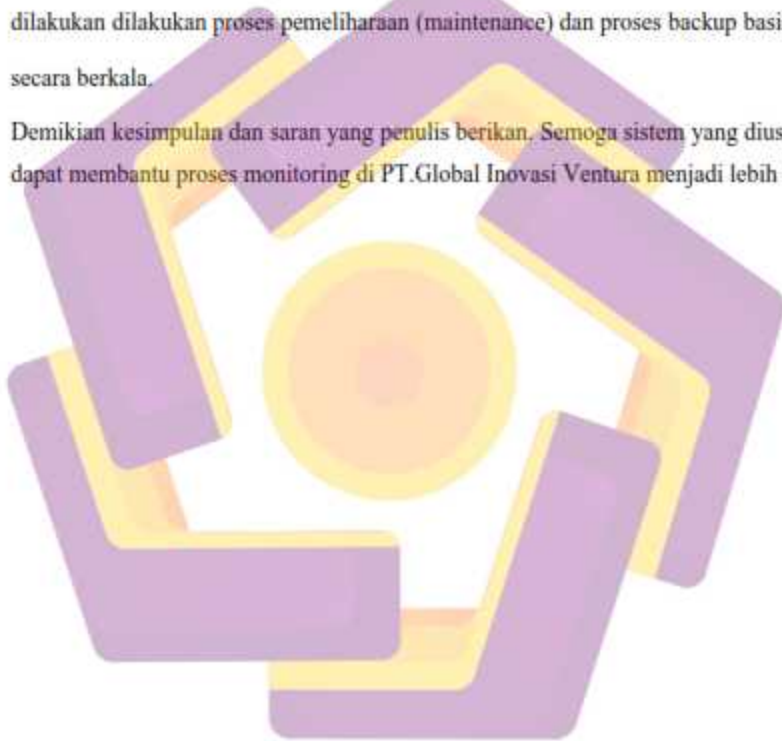 dilakukan dilakukan proses pemeliharaan (maintenance) dan proses backup basi
secara berkala.
Demikian kesimpulan dan saran yang penulis berikan. Semoga sistem yang dius
dapat membantu proses monitoring di PT.Global Inovasi Ventura menjadi lebih